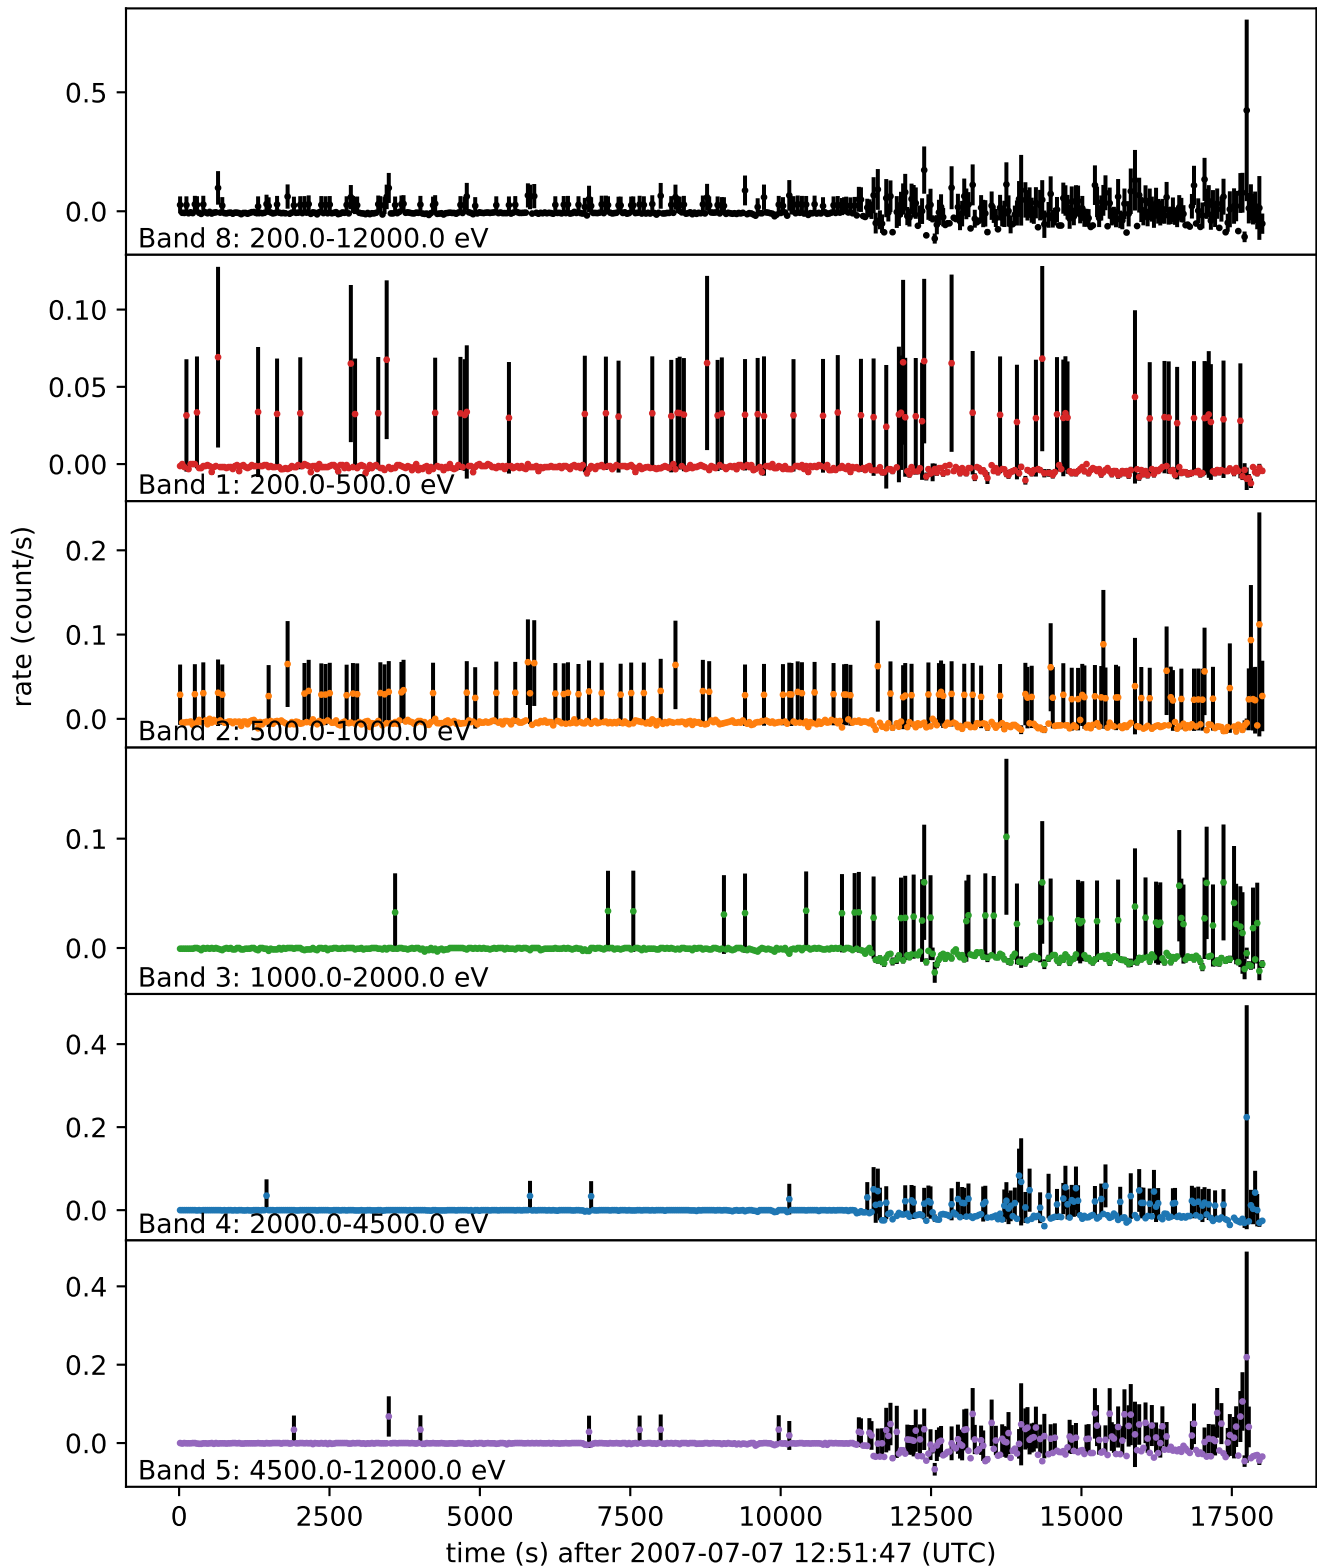 0.5
0.0
Band 8: 200.0-12000.0 eV
0.10
0.05
0.00
Band 1: 200.0-500.0 eV
rate (count/s)
0.2
0.1
0.0
Band 2: 500.0-1000.0 eV
0.1
0.0
Band 3: 1000.0-2000.0 eV
0.4
0.2
0.0
Band 4: 2000.0-4500.0 eV
0.4
0.2
0.0
Band 5: 4500.0-12000.0 eV
0 2500 5000 7500 10000 12500 15000 17500
time (s) after 2007-07-07 12:51:47 (UTC)